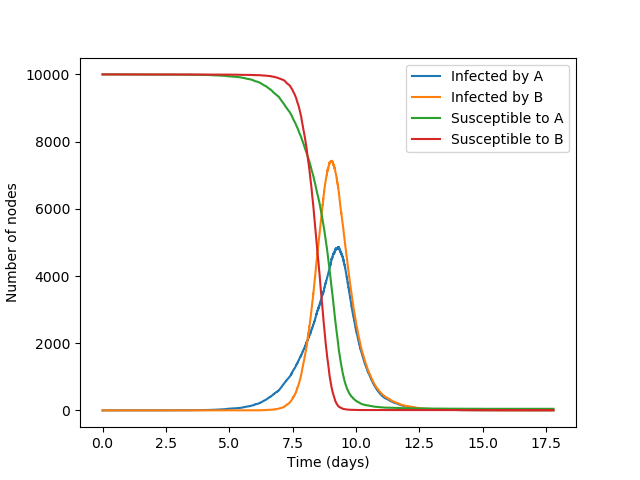 10000
8000
6000
4000
2000
0
Number of nodes
Infected by A
Infected by B
Susceptible to A
Susceptible to B
0.0 2.5 5.0 7.5 10.0 12.5 15.0 17.5
Time (days)